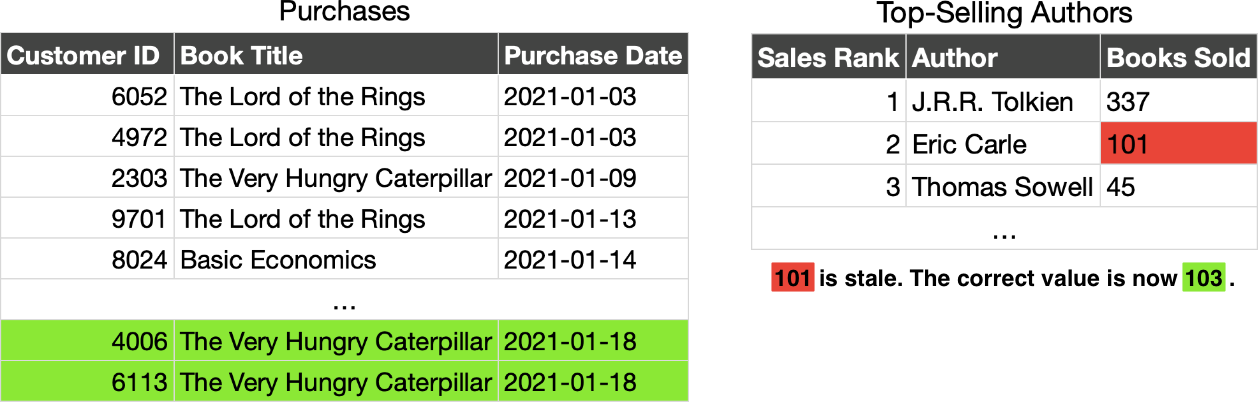 Purchases
Customer ID Book Title Purchase Date
6052 The Lord of the Rings 2021-01-03
4972 The Lord of the Rings 2021-01-03
2303 The Very Hungry Caterpillar 2021-01-09
9701 The Lord of the Rings 2021-01-13
8024 Basic Economics 2021-01-14
...
4006 The Very Hungry Caterpillar 2021-01-18
6113 The Very Hungry Caterpillar 2021-01-18
Top-Selling Authors
Sales Rank Author Books Sold
1 J.R.R. Tolkien 337
2 Eric Carle 101
3 Thomas Sowell 45
...
101 is stale. The correct value is now 103 .